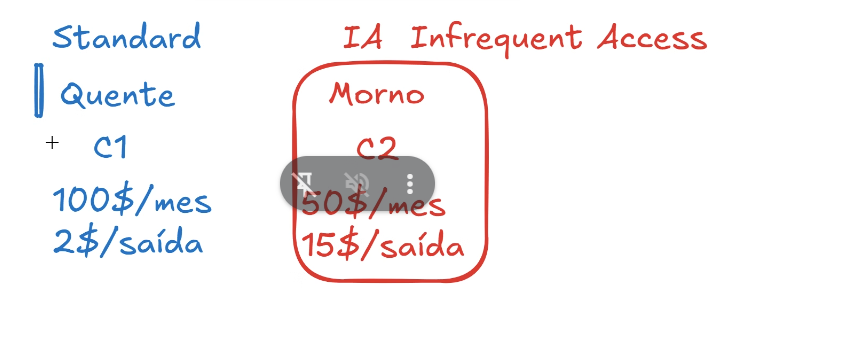 Standard
IA Infrequent Access
Quente
Morno
C1
C2
100$/mes
50$/mes
2$/saída
15$/saída